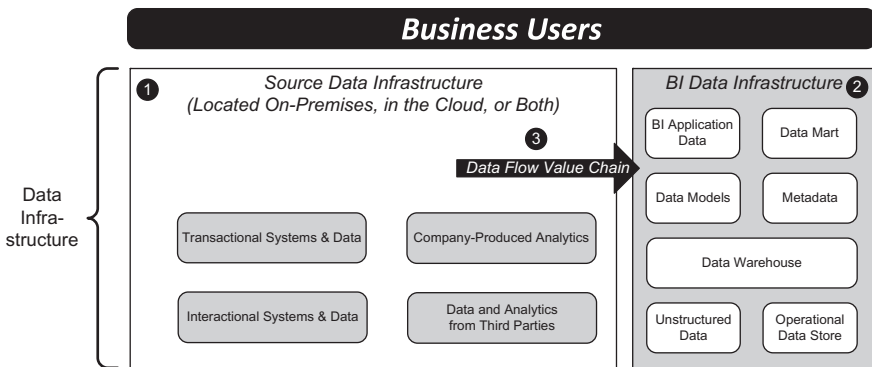 Business Users
Data
Infra-
structure
1
Source Data Infrastructure
(Located On-Premises, in the Cloud, or Both)
3
Data Flow Value Chain
Transactional Systems & Data
Company-Produced Analytics
Interactional Systems & Data
Data and Analytics
from Third Parties
BI Data Infrastructure
2
BI Application
Data
Data Mart
Data Models
Metadata
Data Warehouse
Unstructured
Data
Operational
Data Store